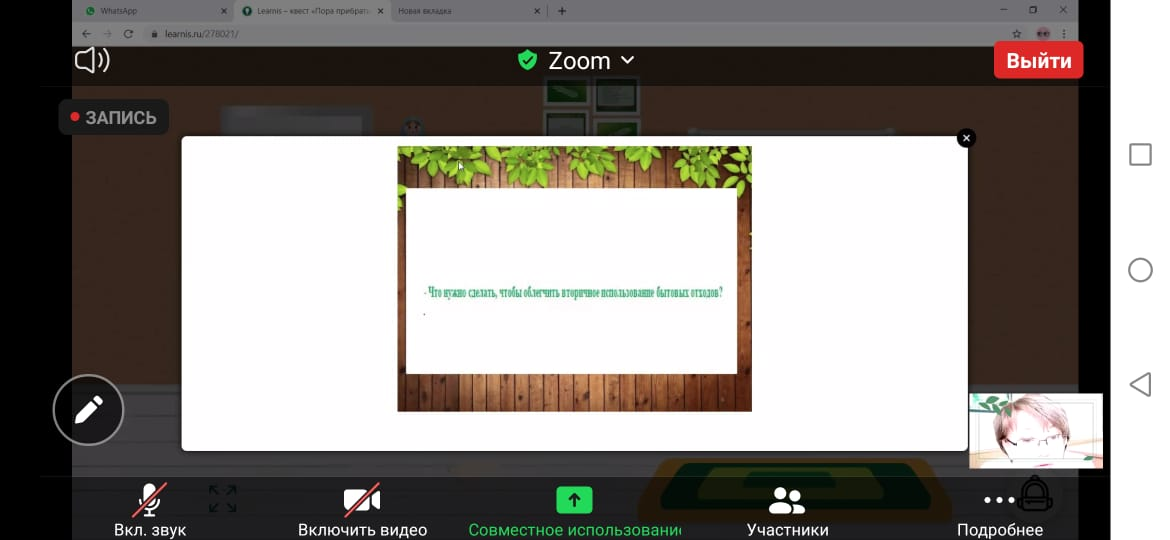 WhatsApp
Learnis – квест «Пора прибрать
Новая вкладка
learnis.ru/278021/
Zoom
Выйти
ЗАПИСЬ
- Что нужно сделать, чтобы облегчить вторичное использование бытовых отходов?
.
Вкл. звук
Включить видео
Совместное использовани
Участники
Подробнее